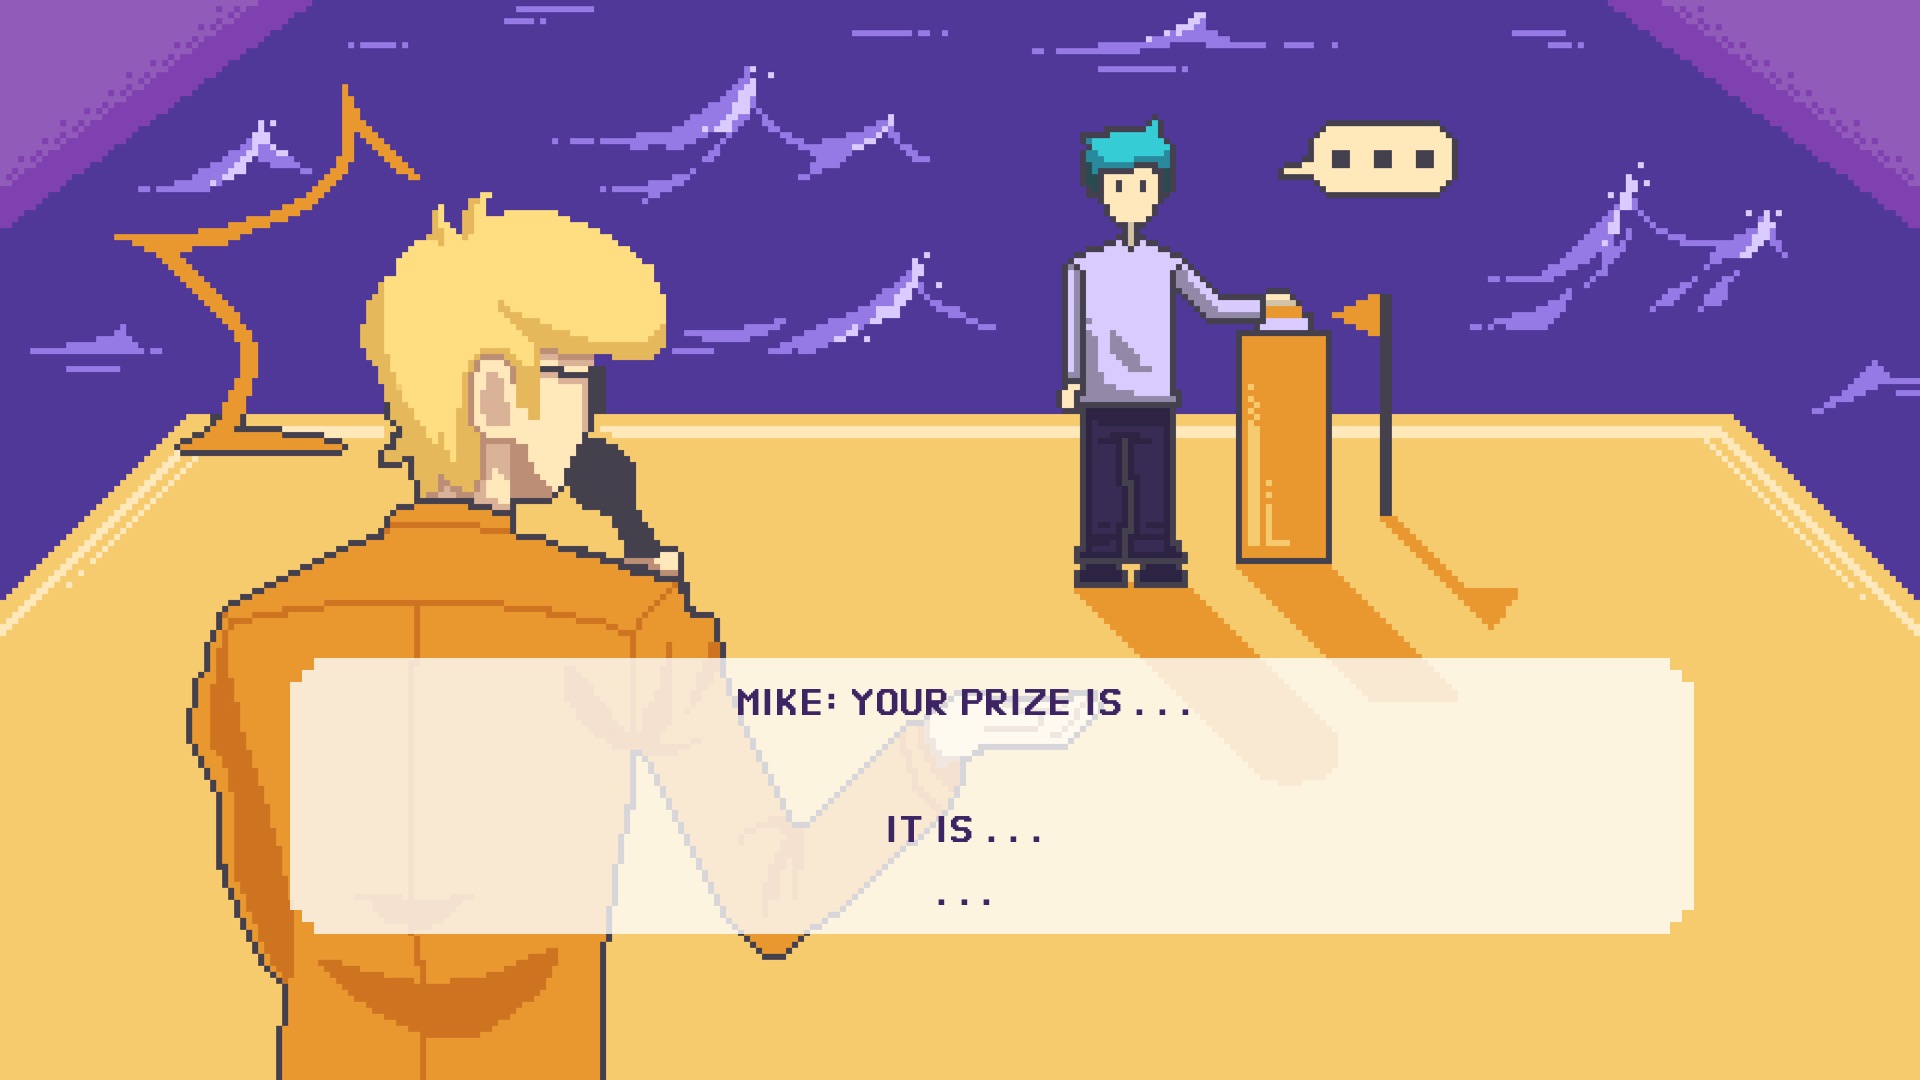 MIKE: YOUR PRIZE IS . . .
IT IS . . .
. . .